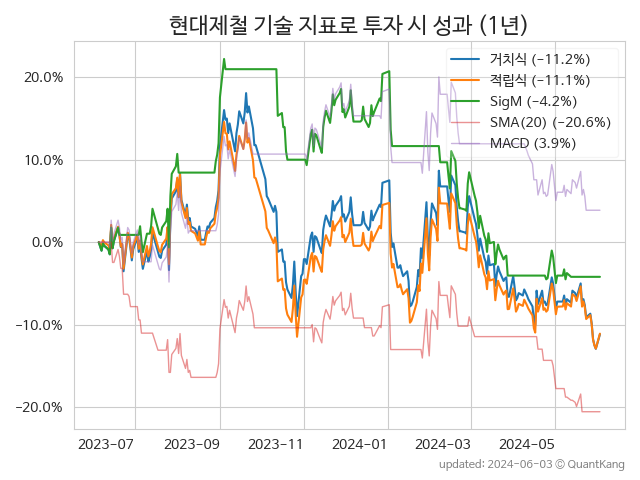 현대제철 기술 지표로 투자 시 성과 (1년)
거치식 (−11.2%)
적립식 (−11.1%)
SigM (−4.2%)
SMA(20) (−20.6%)
MACD (3.9%)
20.0%
10.0%
0.0%
−10.0%
−20.0%
2023-07 2023-09 2023-11 2024-01 2024-03 2024-05
updated: 2024-06-03 ⓒ QuantKang